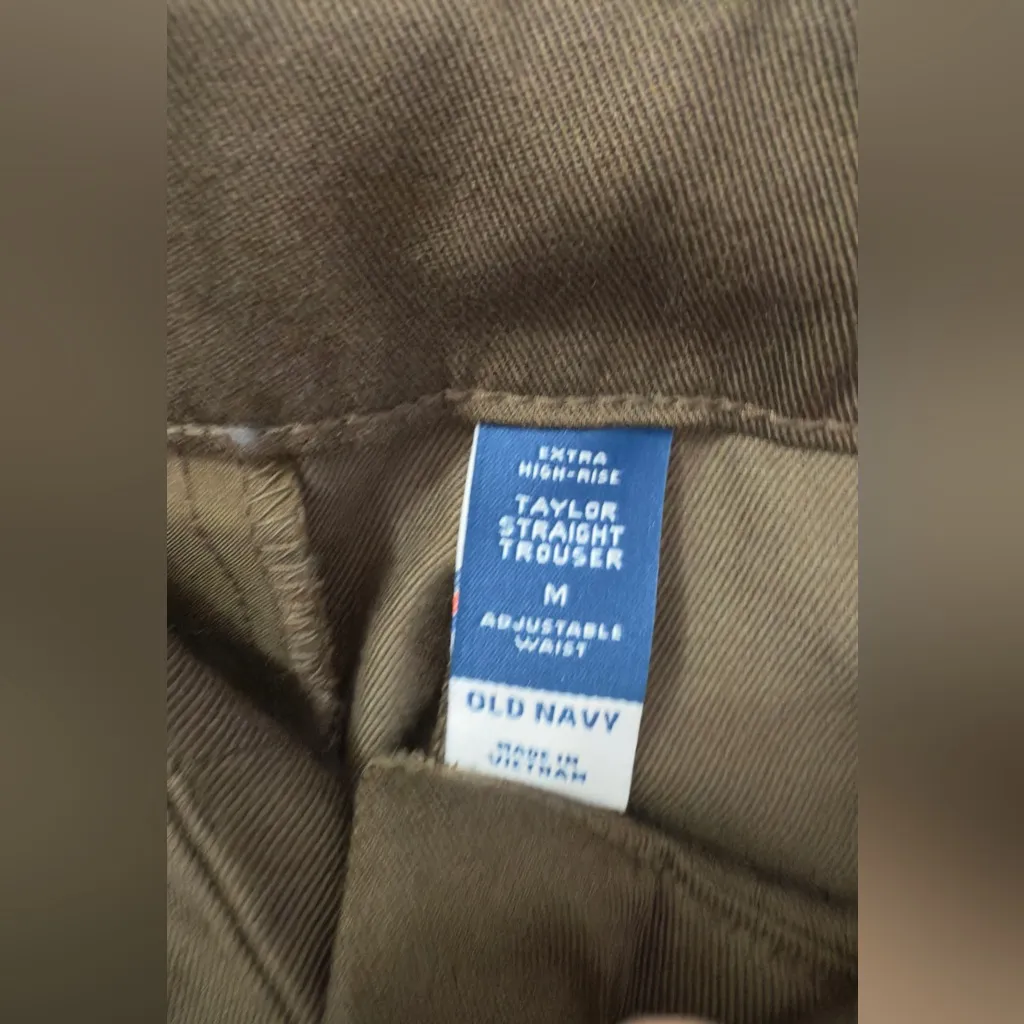 EXTRA
HIGH-RISE
TAYLOR
STRAIGHT
TROUSER
M
ADJUSTABLE
WAIST
OLD NAVY
MADE IN
VIETNAM